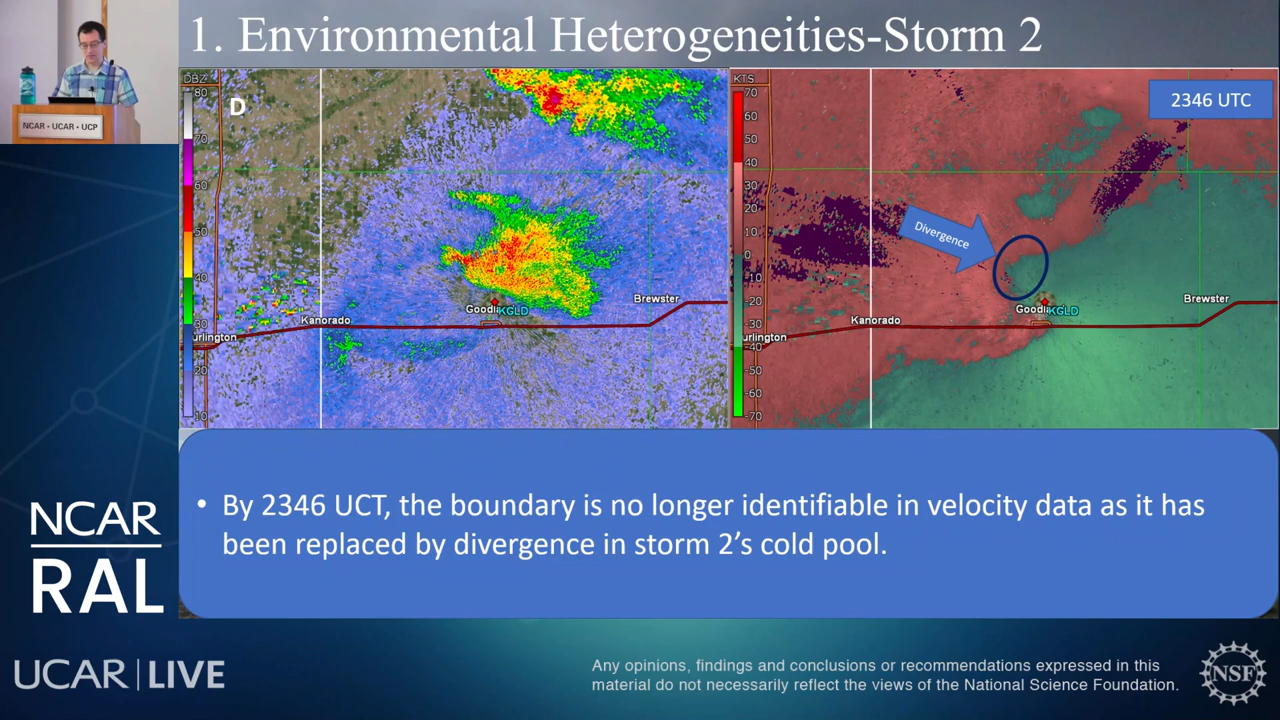 1. Environmental Heterogeneities-Storm 2
NCAR • UCAR • UCP
DBZ
80
70
60
50
40
30
20
10
D
Goodl
KGLD
Brewster
Kanorado
urlington
KTS
70
60
50
40
30
20
10
0
-10
-20
-30
-40
-50
-60
-70
2346 UTC
Divergence
Goodl
KGLD
Brewster
Kanorado
urlington
• By 2346 UCT, the boundary is no longer identifiable in velocity data as it has
been replaced by divergence in storm 2’s cold pool.
NCAR
RAL
UCAR | LIVE
Any opinions, findings and conclusions or recommendations expressed in this
material do not necessarily reflect the views of the National Science Foundation.
NSF